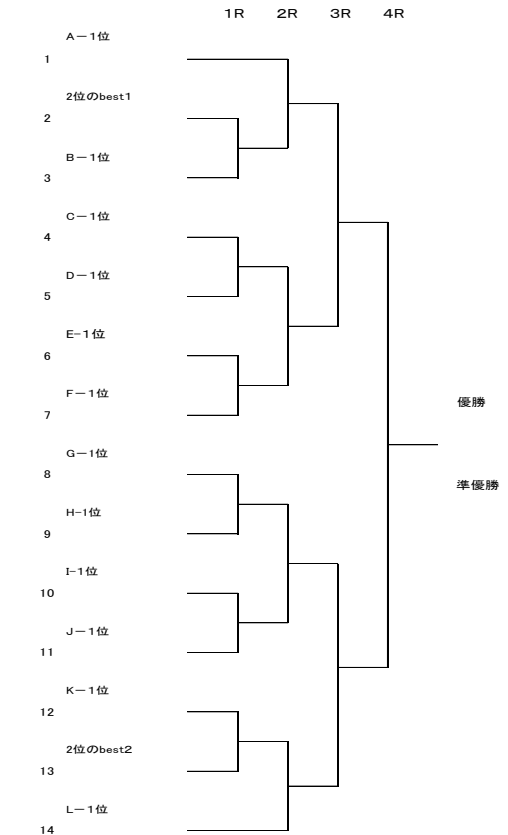 1R 2R 3R 4R
A－1位
1
2位のbest1
2
B－1位
3
C－1位
4
D－1位
5
E-1位
6
F－1位
7
優勝
G－1位
8
準優勝
H-1位
9
I-1位
10
J－1位
11
K－1位
12
2位のbest2
13
L－1位
14